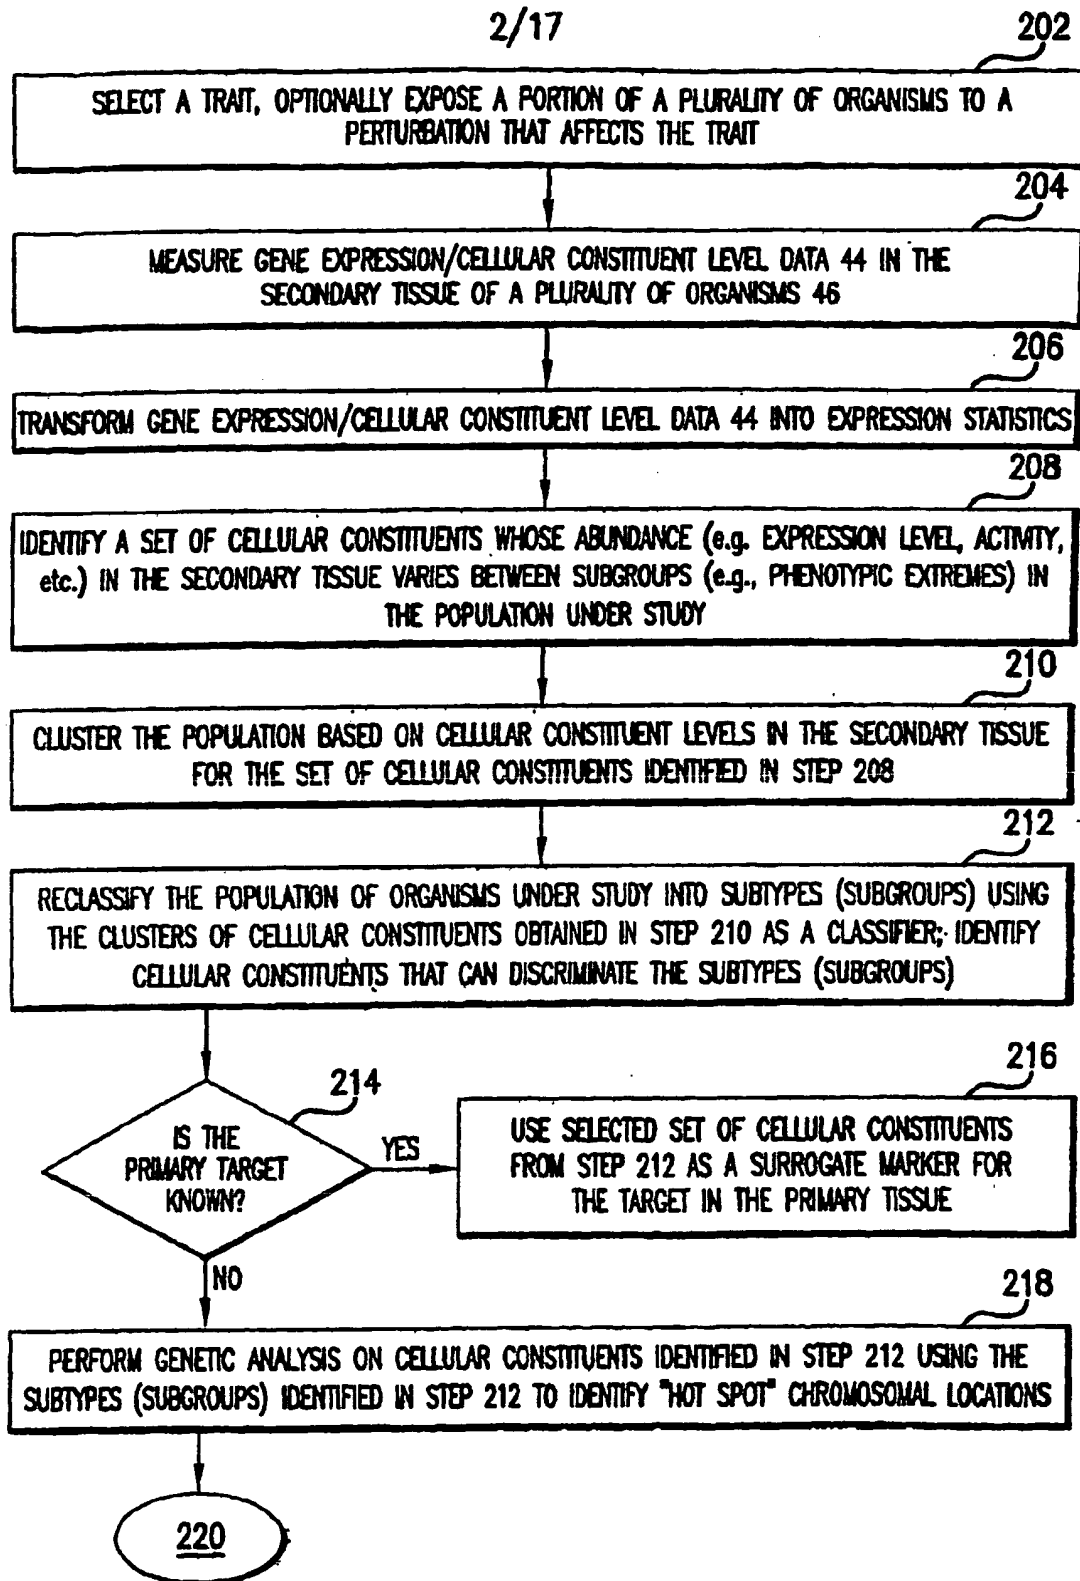 2/17
202
SELECT A TRAIT, OPTIONALLY EXPOSE A PORTION OF A PLURALITY OF ORGANISMS TO A
PERTURBATION THAT AFFECTS THE TRAIT
204
MEASURE GENE EXPRESSION/CELLULAR CONSTITUENT LEVEL DATA 44 IN THE
SECONDARY TISSUE OF A PLURALITY OF ORGANISMS 46
206
TRANSFORM GENE EXPRESSION/CELLULAR CONSTITUENT LEVEL DATA 44 INTO EXPRESSION STATISTICS
208
IDENTIFY A SET OF CELLULAR CONSTITUENTS WHOSE ABUNDANCE (e.g. EXPRESSION LEVEL, ACTIVITY,
etc.) IN THE SECONDARY TISSUE VARIES BETWEEN SUBGROUPS (e.g., PHENOTYPIC EXTREMES) IN
THE POPULATION UNDER STUDY
210
CLUSTER THE POPULATION BASED ON CELLULAR CONSTITUENT LEVELS IN THE SECONDARY TISSUE
FOR THE SET OF CELLULAR CONSTITUENTS IDENTIFIED IN STEP 208
212
RECLASSIFY THE POPULATION OF ORGANISMS UNDER STUDY INTO SUBTYPES (SUBGROUPS) USING
THE CLUSTERS OF CELLULAR CONSTITUENTS OBTAINED IN STEP 210 AS A CLASSIFIER; IDENTIFY
CELLULAR CONSTITUENTS THAT CAN DISCRIMINATE THE SUBTYPES (SUBGROUPS)
214
IS THE
PRIMARY TARGET
KNOWN?
YES
216
USE SELECTED SET OF CELLULAR CONSTITUENTS
FROM STEP 212 AS A SURROGATE MARKER FOR
THE TARGET IN THE PRIMARY TISSUE
NO
218
PERFORM GENETIC ANALYSIS ON CELLULAR CONSTITUENTS IDENTIFIED IN STEP 212 USING THE
SUBTYPES (SUBGROUPS) IDENTIFIED IN STEP 212 TO IDENTIFY "HOT SPOT" CHROMOSOMAL LOCATIONS
220